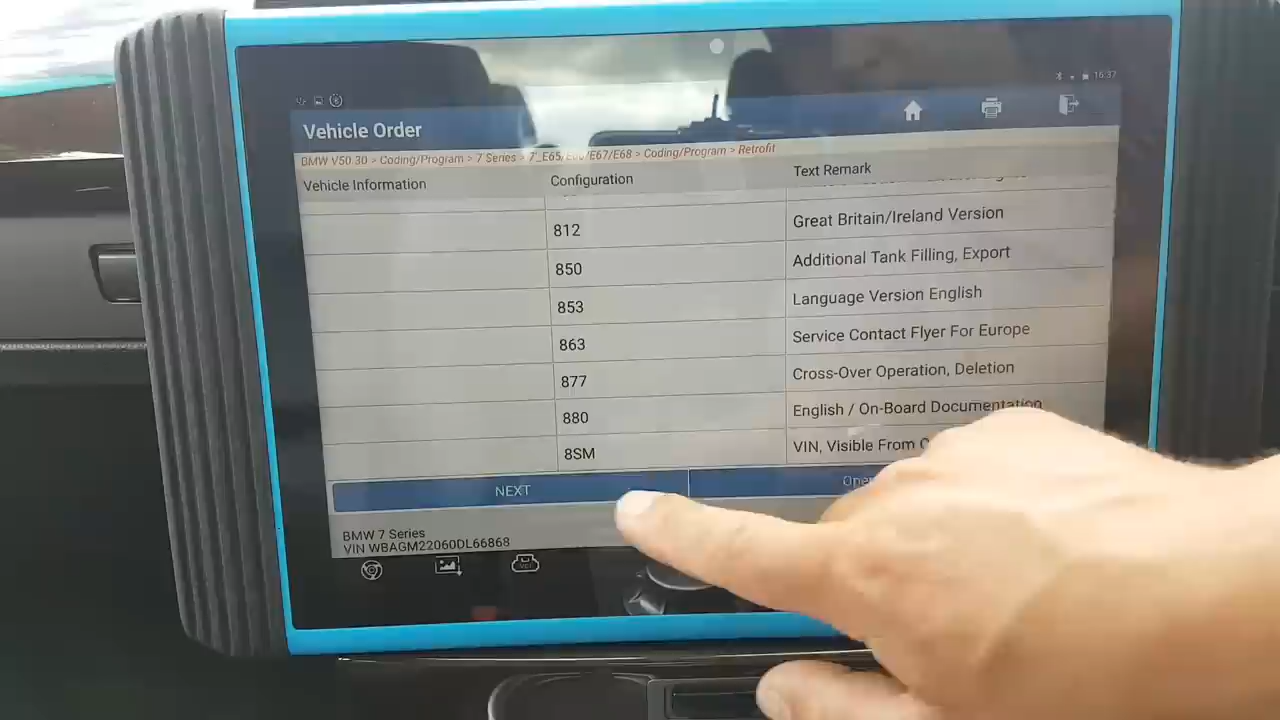 16:37
Vehicle Order
BMW V50.30 > Coding/Program > 7 Series > 7'_E65/E66/E67/E68 > Coding/Program > Retrofit
Vehicle Information Configuration Text Remark
812 Great Britain/Ireland Version
850 Additional Tank Filling, Export
853 Language Version English
863 Service Contact Flyer For Europe
877 Cross-Over Operation, Deletion
880 English / On-Board Documentation
8SM VIN, Visible From
NEXT
BMW 7 Series
VIN WBAGM22060DL66868